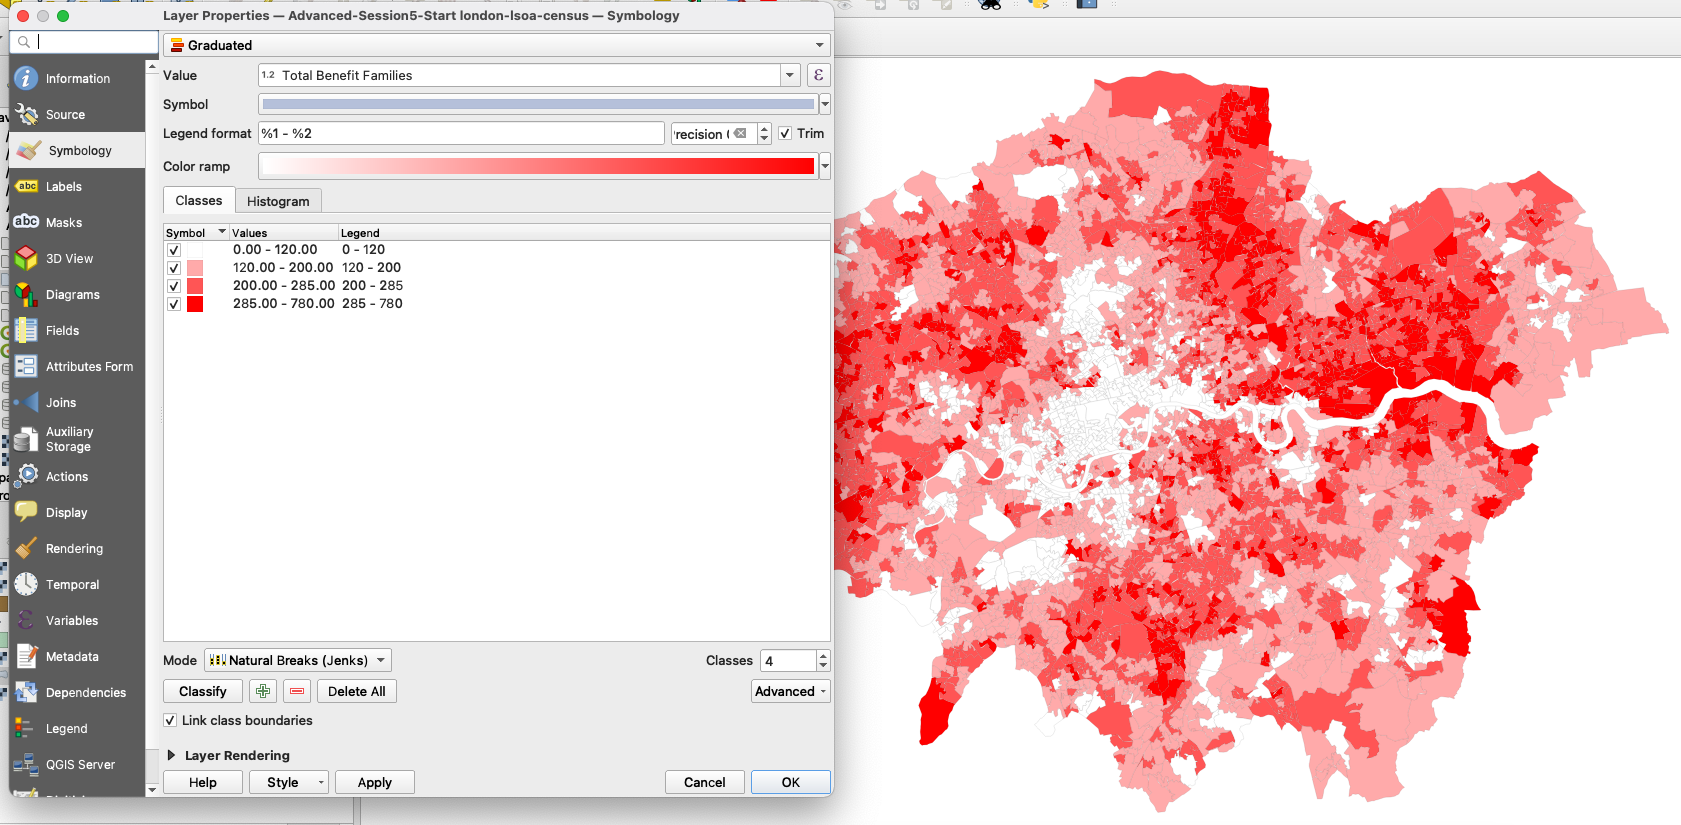 Layer Properties — Advanced-Session5-Start london-lsoa-census — Symbology
Information
Source
Symbology
abc Labels
abc Masks
3D View
Diagrams
Fields
Attributes Form
Joins
Auxiliary
Storage
Actions
Display
Rendering
Temporal
Variables
Metadata
Dependencies
Legend
QGIS Server
Graduated
Value 1.2 Total Benefit Families ε
Symbol
Legend format %1 - %2 recision ( Trim
Color ramp
Classes Histogram
Symbol Values Legend
0.00 - 120.00 0 - 120
120.00 - 200.00 120 - 200
200.00 - 285.00 200 - 285
285.00 - 780.00 285 - 780
Mode Natural Breaks (Jenks) Classes 4
Classify Delete All Advanced
Link class boundaries
Layer Rendering
Help Style Apply Cancel OK